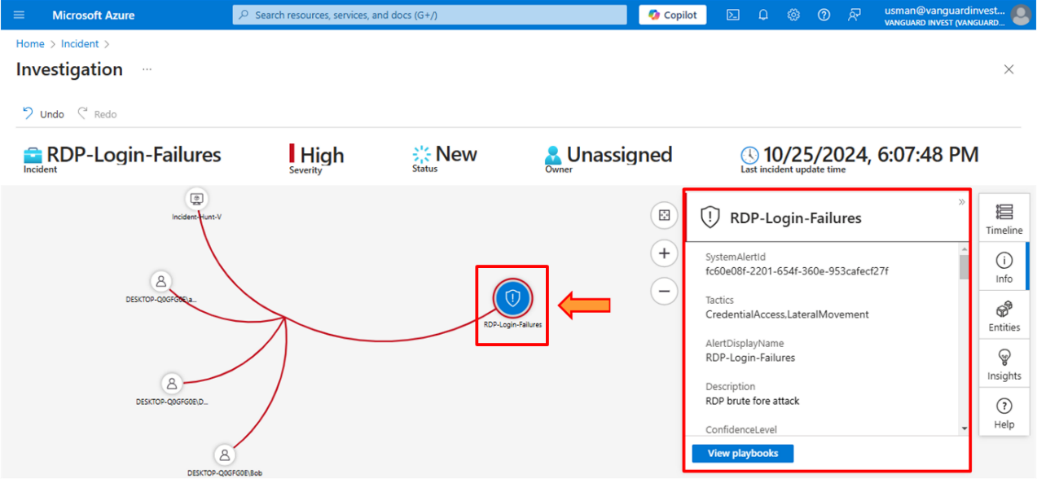 Microsoft Azure
Search resources, services, and docs (G+/)
Copilot
usman@vanguardinvest...
VANGUARD INVEST (VANGUARD...
Home > Incident >
Investigation ...
Undo Redo
RDP-Login-Failures
Incident
High
Severity
New
Status
Unassigned
Owner
10/25/2024, 6:07:48 PM
Last incident update time
Incident-Hunt-V
DESKTOP-Q0GFG0E\a...
DESKTOP-Q0GFG0E\D...
DESKTOP-Q0GFG0E\Bob
RDP-Login-Failures
RDP-Login-Failures
SystemAlertId
fc60e08f-2201-654f-360e-953cafecf27f
Tactics
CredentialAccess.LateralMovement
AlertDisplayName
RDP-Login-Failures
Description
RDP brute fore attack
ConfidenceLevel
View playbooks
Timeline
Info
Entities
Insights
Help